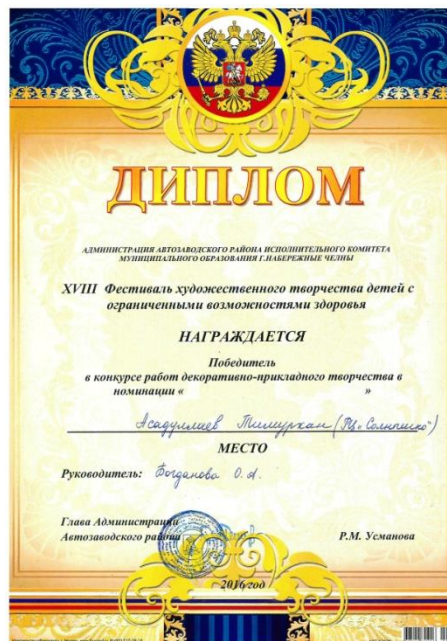 ДИПЛОМ
АДМИНИСТРАЦИЯ АВТОЗАВОДСКОГО РАЙОНА ИСПОЛНИТЕЛЬНОГО КОМИТЕТА
МУНИЦИПАЛЬНОГО ОБРАЗОВАНИЯ Г.НАБЕРЕЖНЫЕ ЧЕЛНЫ
XVIII Фестиваль художественного творчества детей с
ограниченными возможностями здоровья
НАГРАЖДАЕТСЯ
Победитель
в конкурсе работ декоративно-прикладного творчества в
номинации « »
Асадуллаев Тимурхан (РЦ „Солнышко")
МЕСТО
Руководитель: Богданова О.А.
Глава Администрации
Автозаводского района Р.М. Усманова
2016 год